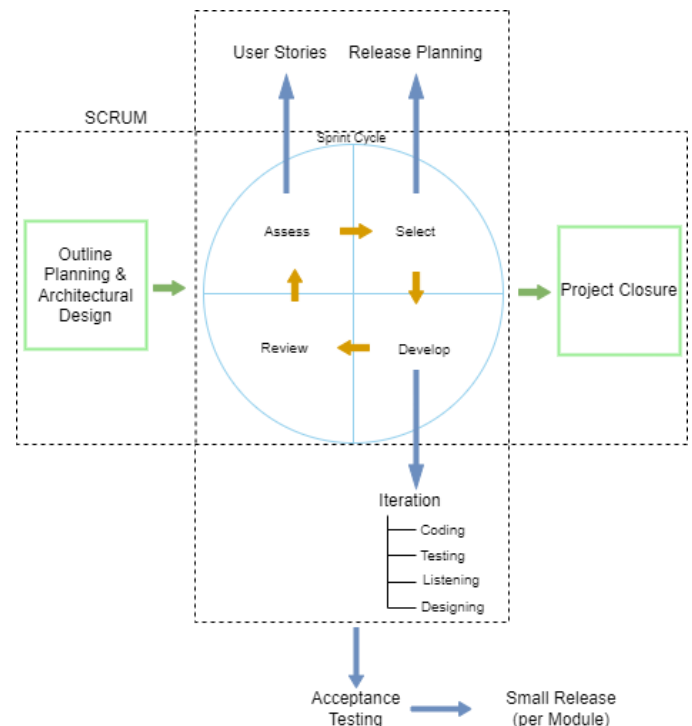 User Stories
Release Planning
SCRUM
Sprint Cycle
Assess
Select
Outline
Planning &
Architectural
Design
Project Closure
Review
Develop
Iteration
Coding
Testing
Listening
Designing
Acceptance
Testing
Small Release
(per Module)